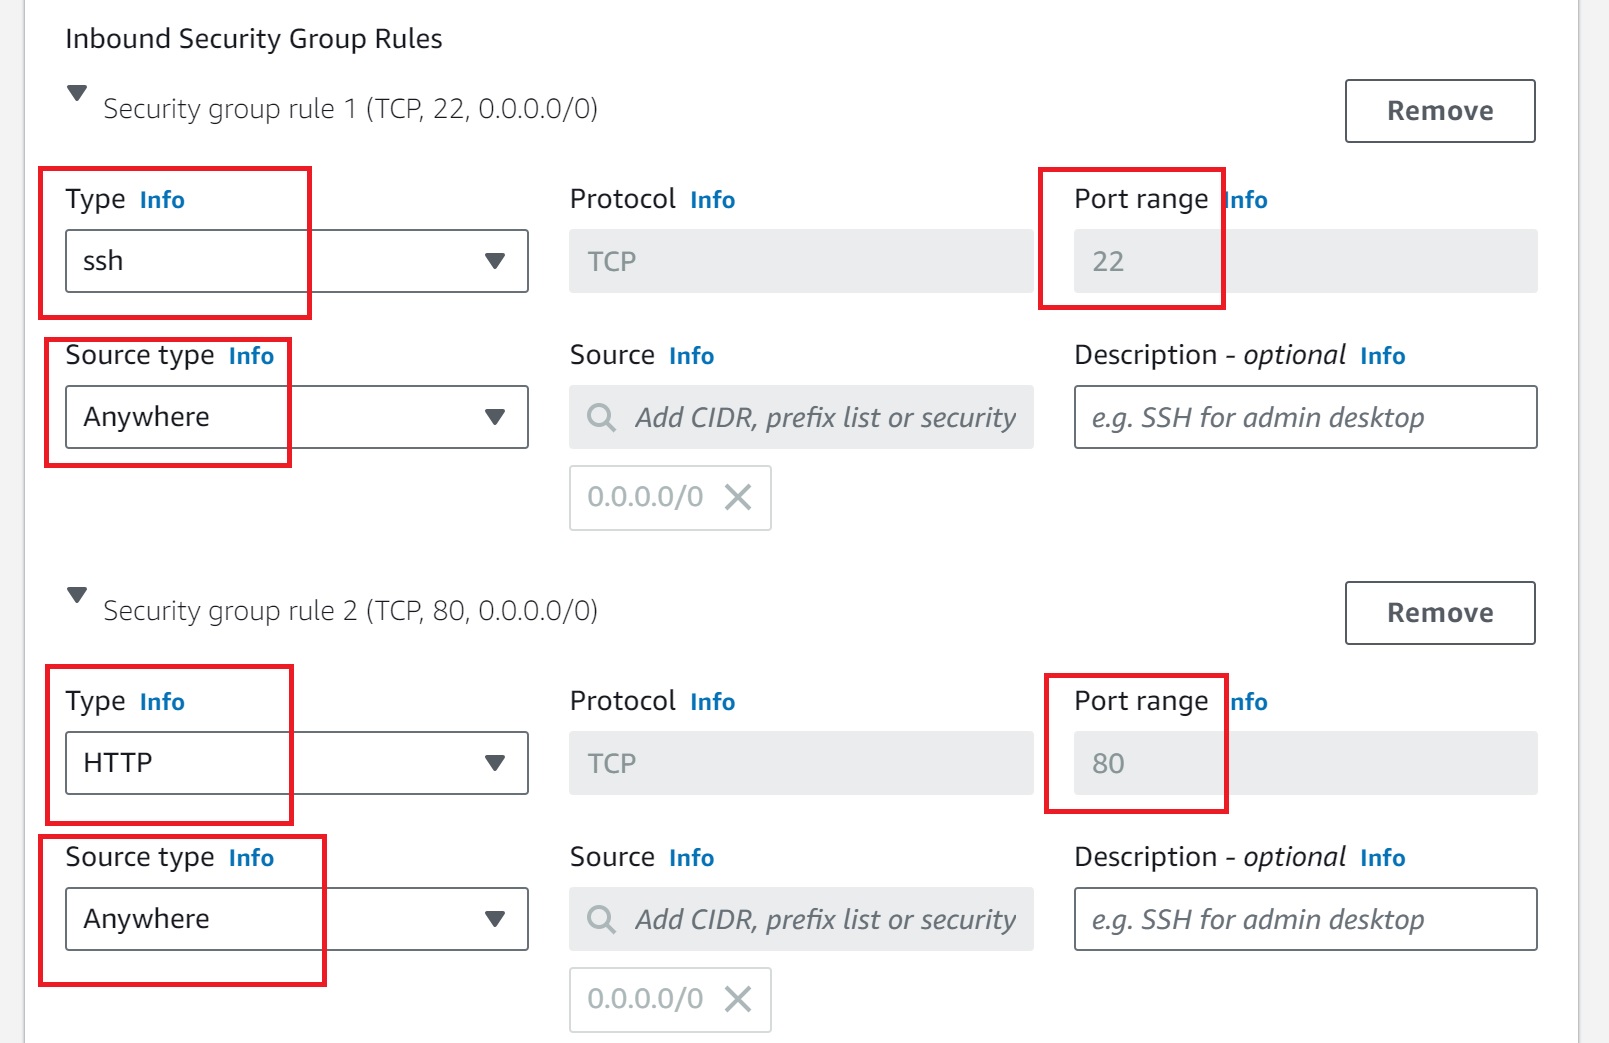 Inbound Security Group Rules
Security group rule 1 (TCP, 22, 0.0.0.0/0)
Remove
Type Info
Protocol Info
Port range Info
ssh
TCP
22
Source type Info
Source Info
Description - optional Info
Anywhere
Add CIDR, prefix list or security
e.g. SSH for admin desktop
0.0.0.0/0
Security group rule 2 (TCP, 80, 0.0.0.0/0)
Remove
Type Info
Protocol Info
Port range Info
HTTP
TCP
80
Source type Info
Source Info
Description - optional Info
Anywhere
Add CIDR, prefix list or security
e.g. SSH for admin desktop
0.0.0.0/0